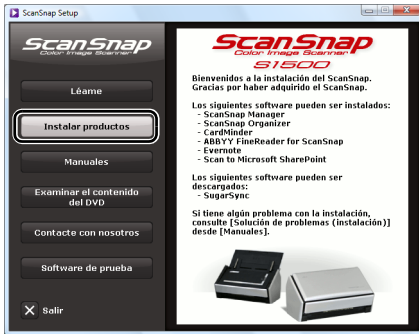 ScanSnap Setup
ScanSnap
Color Image Scanner
Léame
Instalar productos
Manuales
Examinar el contenido
del DVD
Contacte con nosotros
Software de prueba
Salir
ScanSnap
Color Image Scanner
S1500
Bienvenidos a la instalación del ScanSnap.
Gracias por haber adquirido el ScanSnap.
Los siguientes software pueden ser instalados:
- ScanSnap Manager
- ScanSnap Organizer
- CardMinder
- ABBYY FineReader for ScanSnap
- Evernote
- Scan to Microsoft SharePoint
Los siguientes software pueden ser
descargados:
- SugarSync
Si tiene algún problema con la instalación,
consulte [Solución de problemas (instalación)]
desde [Manuales].